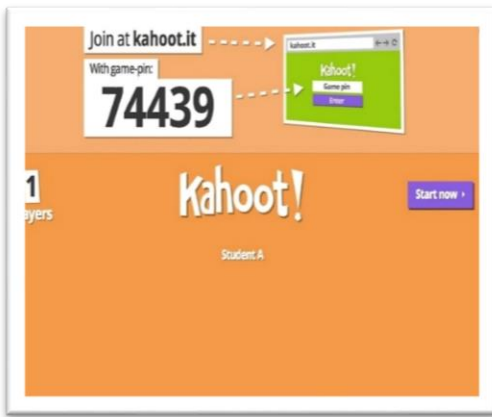 Join at kahoot.it
With game-pin:
74439
kahoot.it
Kahoot!
Game pin
Enter
1
ayers
Kahoot!
Start now ›
Student A